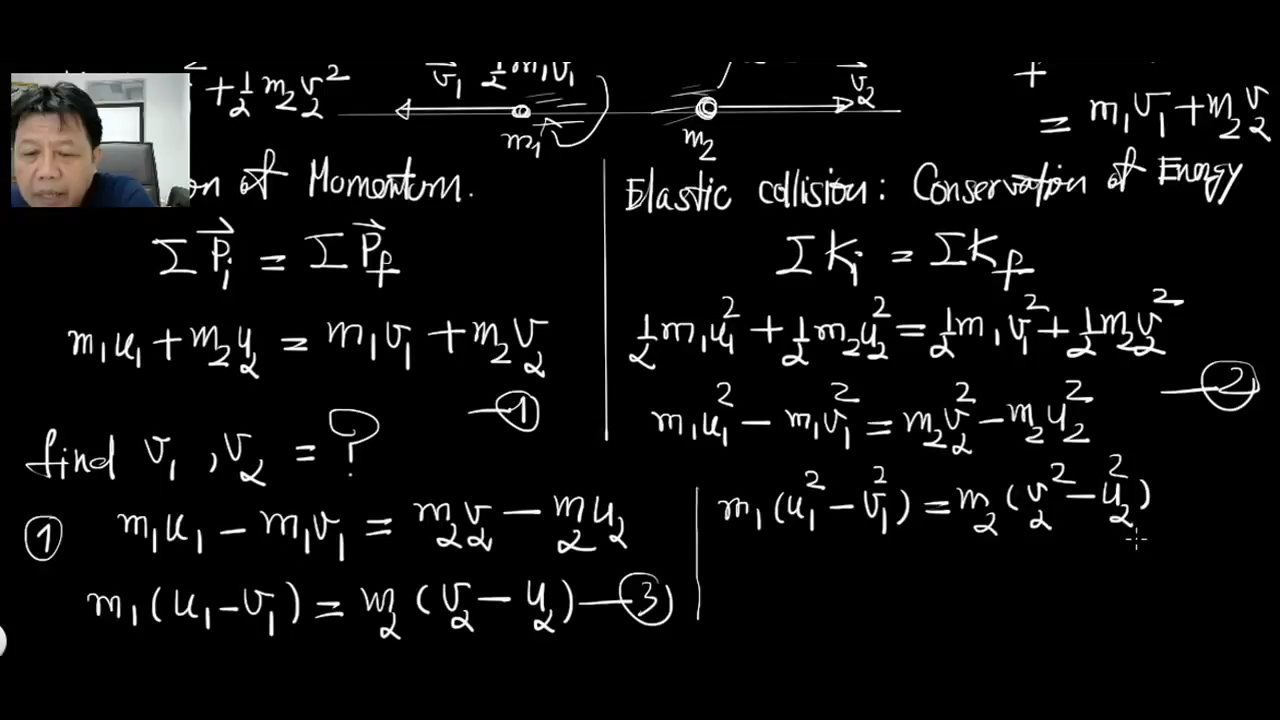 +½m₂v₂²
v⃗₁ ½m₁v₁
v⃗₂
+
= m₁v₁+m₂v₂
m₁
m₂
on of Momentum.
ΣP⃗ᵢ = ΣP⃗f
m₁u₁+m₂u₂ = m₁v₁+m₂v₂
—①
find v₁, v₂ = ?
① m₁u₁ − m₁v₁ = m₂v₂ − m₂u₂
m₁(u₁−v₁) = m₂(v₂−u₂)—③
Elastic collision: Conservation of Energy
ΣKᵢ = ΣKf
½m₁u₁²+½m₂u₂²=½m₁v₁²+½m₂v₂²
—②
m₁u₁² − m₁v₁² = m₂v₂² − m₂u₂²
m₁(u₁²−v₁²) = m₂(v₂²−u₂²)